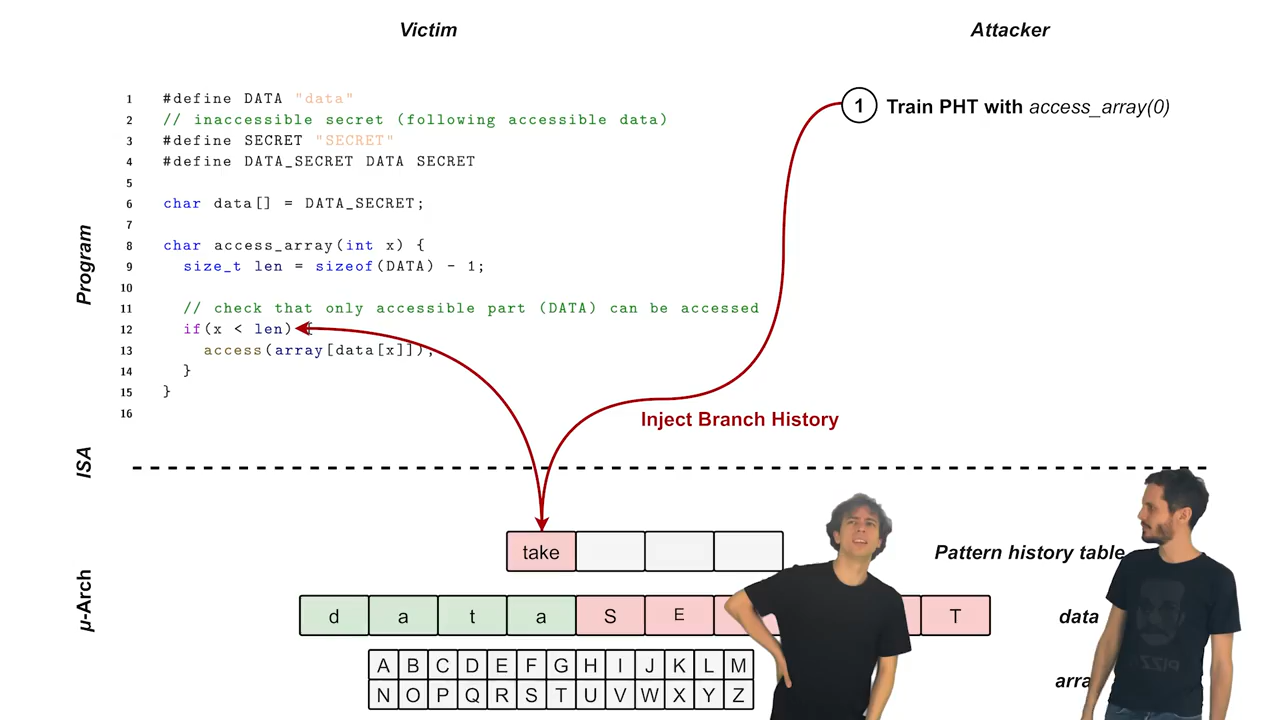 Victim
Attacker
1 #define DATA "data"
2 // inaccessible secret (following accessible data)
3 #define SECRET "SECRET"
4 #define DATA_SECRET DATA SECRET
5
6 char data[] = DATA_SECRET;
7
8 char access_array(int x) {
9 size_t len = sizeof(DATA) - 1;
10
11 // check that only accessible part (DATA) can be accessed
12 if(x < len) {
13 access(array[data[x]]);
14 }
15 }
16
1 Train PHT with access_array(0)
Inject Branch History
Program
ISA
μ-Arch
take
Pattern history table
d a t a S E T
data
A B C D E F G H I J K L M
N O P Q R S T U V W X Y Z